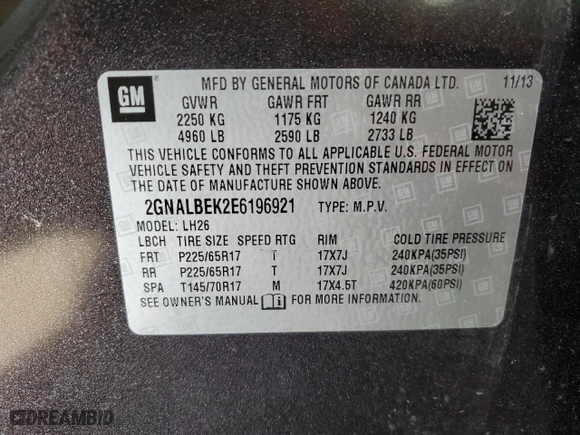 GM
MFD BY GENERAL MOTORS OF CANADA LTD. 11/13
GVWR GAWR FRT GAWR RR
2250 KG 1175 KG 1240 KG
4960 LB 2590 LB 2733 LB
THIS VEHICLE CONFORMS TO ALL APPLICABLE U.S. FEDERAL MOTOR
VEHICLE SAFETY AND THEFT PREVENTION STANDARDS IN EFFECT ON
THE DATE OF MANUFACTURE SHOWN ABOVE.
2GNALBEK2E6196921 TYPE: M.P.V.
MODEL: LH26
LBCH TIRE SIZE SPEED RTG RIM COLD TIRE PRESSURE
FRT P225/65R17 T 17X7J 240KPA(35PSI)
RR P225/65R17 T 17X7J 240KPA(35PSI)
SPA T145/70R17 M 17X4.5T 420KPA(60PSI)
SEE OWNER'S MANUAL FOR MORE INFORMATION.
DREAMBID